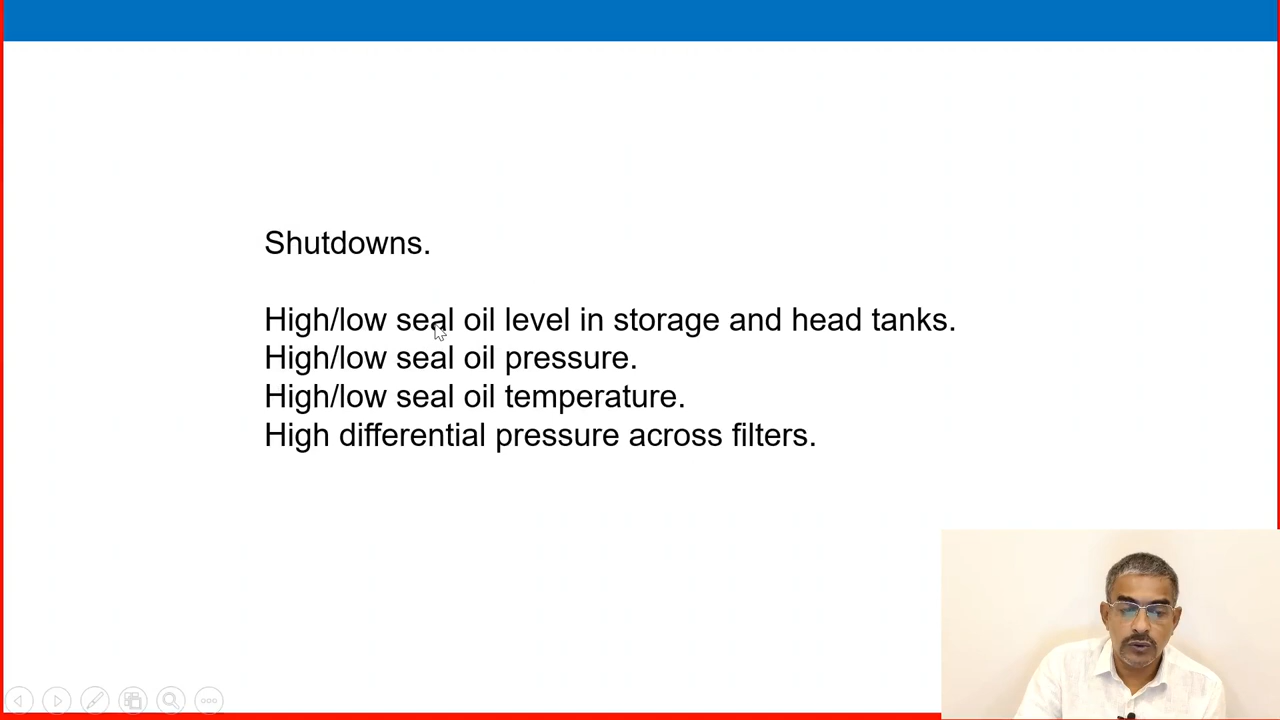 Shutdowns.
High/low seal oil level in storage and head tanks.
High/low seal oil pressure.
High/low seal oil temperature.
High differential pressure across filters.